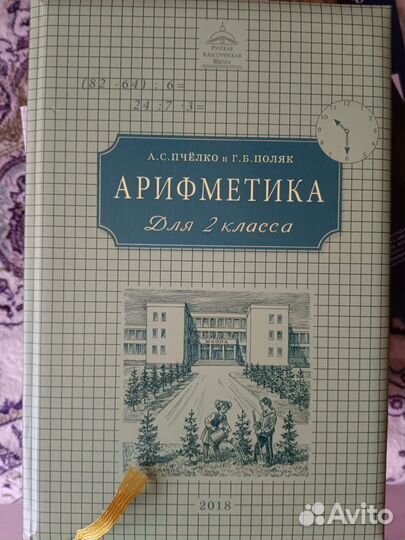 Русская
Классическая
Школа
(82 - 64) : 6 =
24 : 7 · 3 =
А.С.ПЧЁЛКО и Г.Б.ПОЛЯК
АРИФМЕТИКА
Для 2 класса
ШКОЛА
2018
Avito